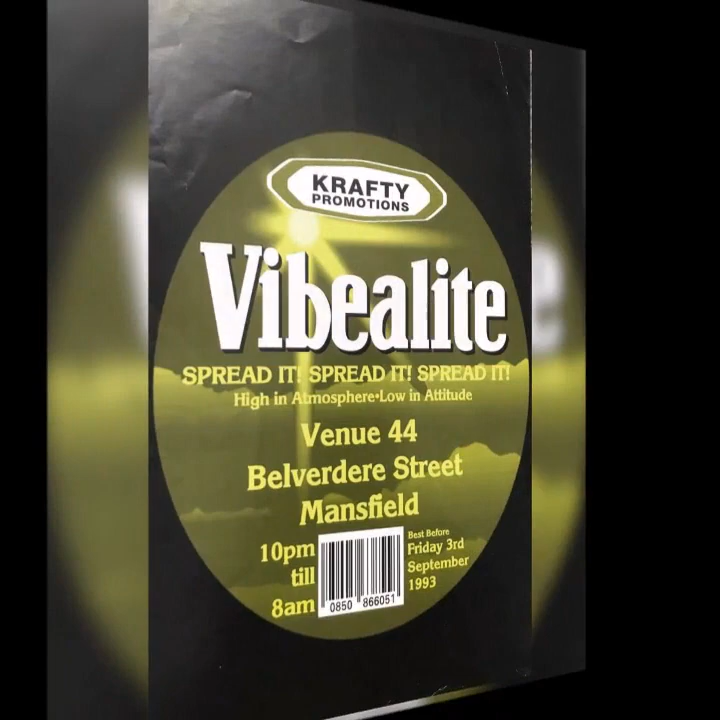 KRAFTY
PROMOTIONS
Vibealite
SPREAD IT! SPREAD IT! SPREAD IT!
High in Atmosphere•Low in Attitude
Venue 44
Belverdere Street
Mansfield
10pm
till
8am
0850 866051
Best Before
Friday 3rd
September
1993